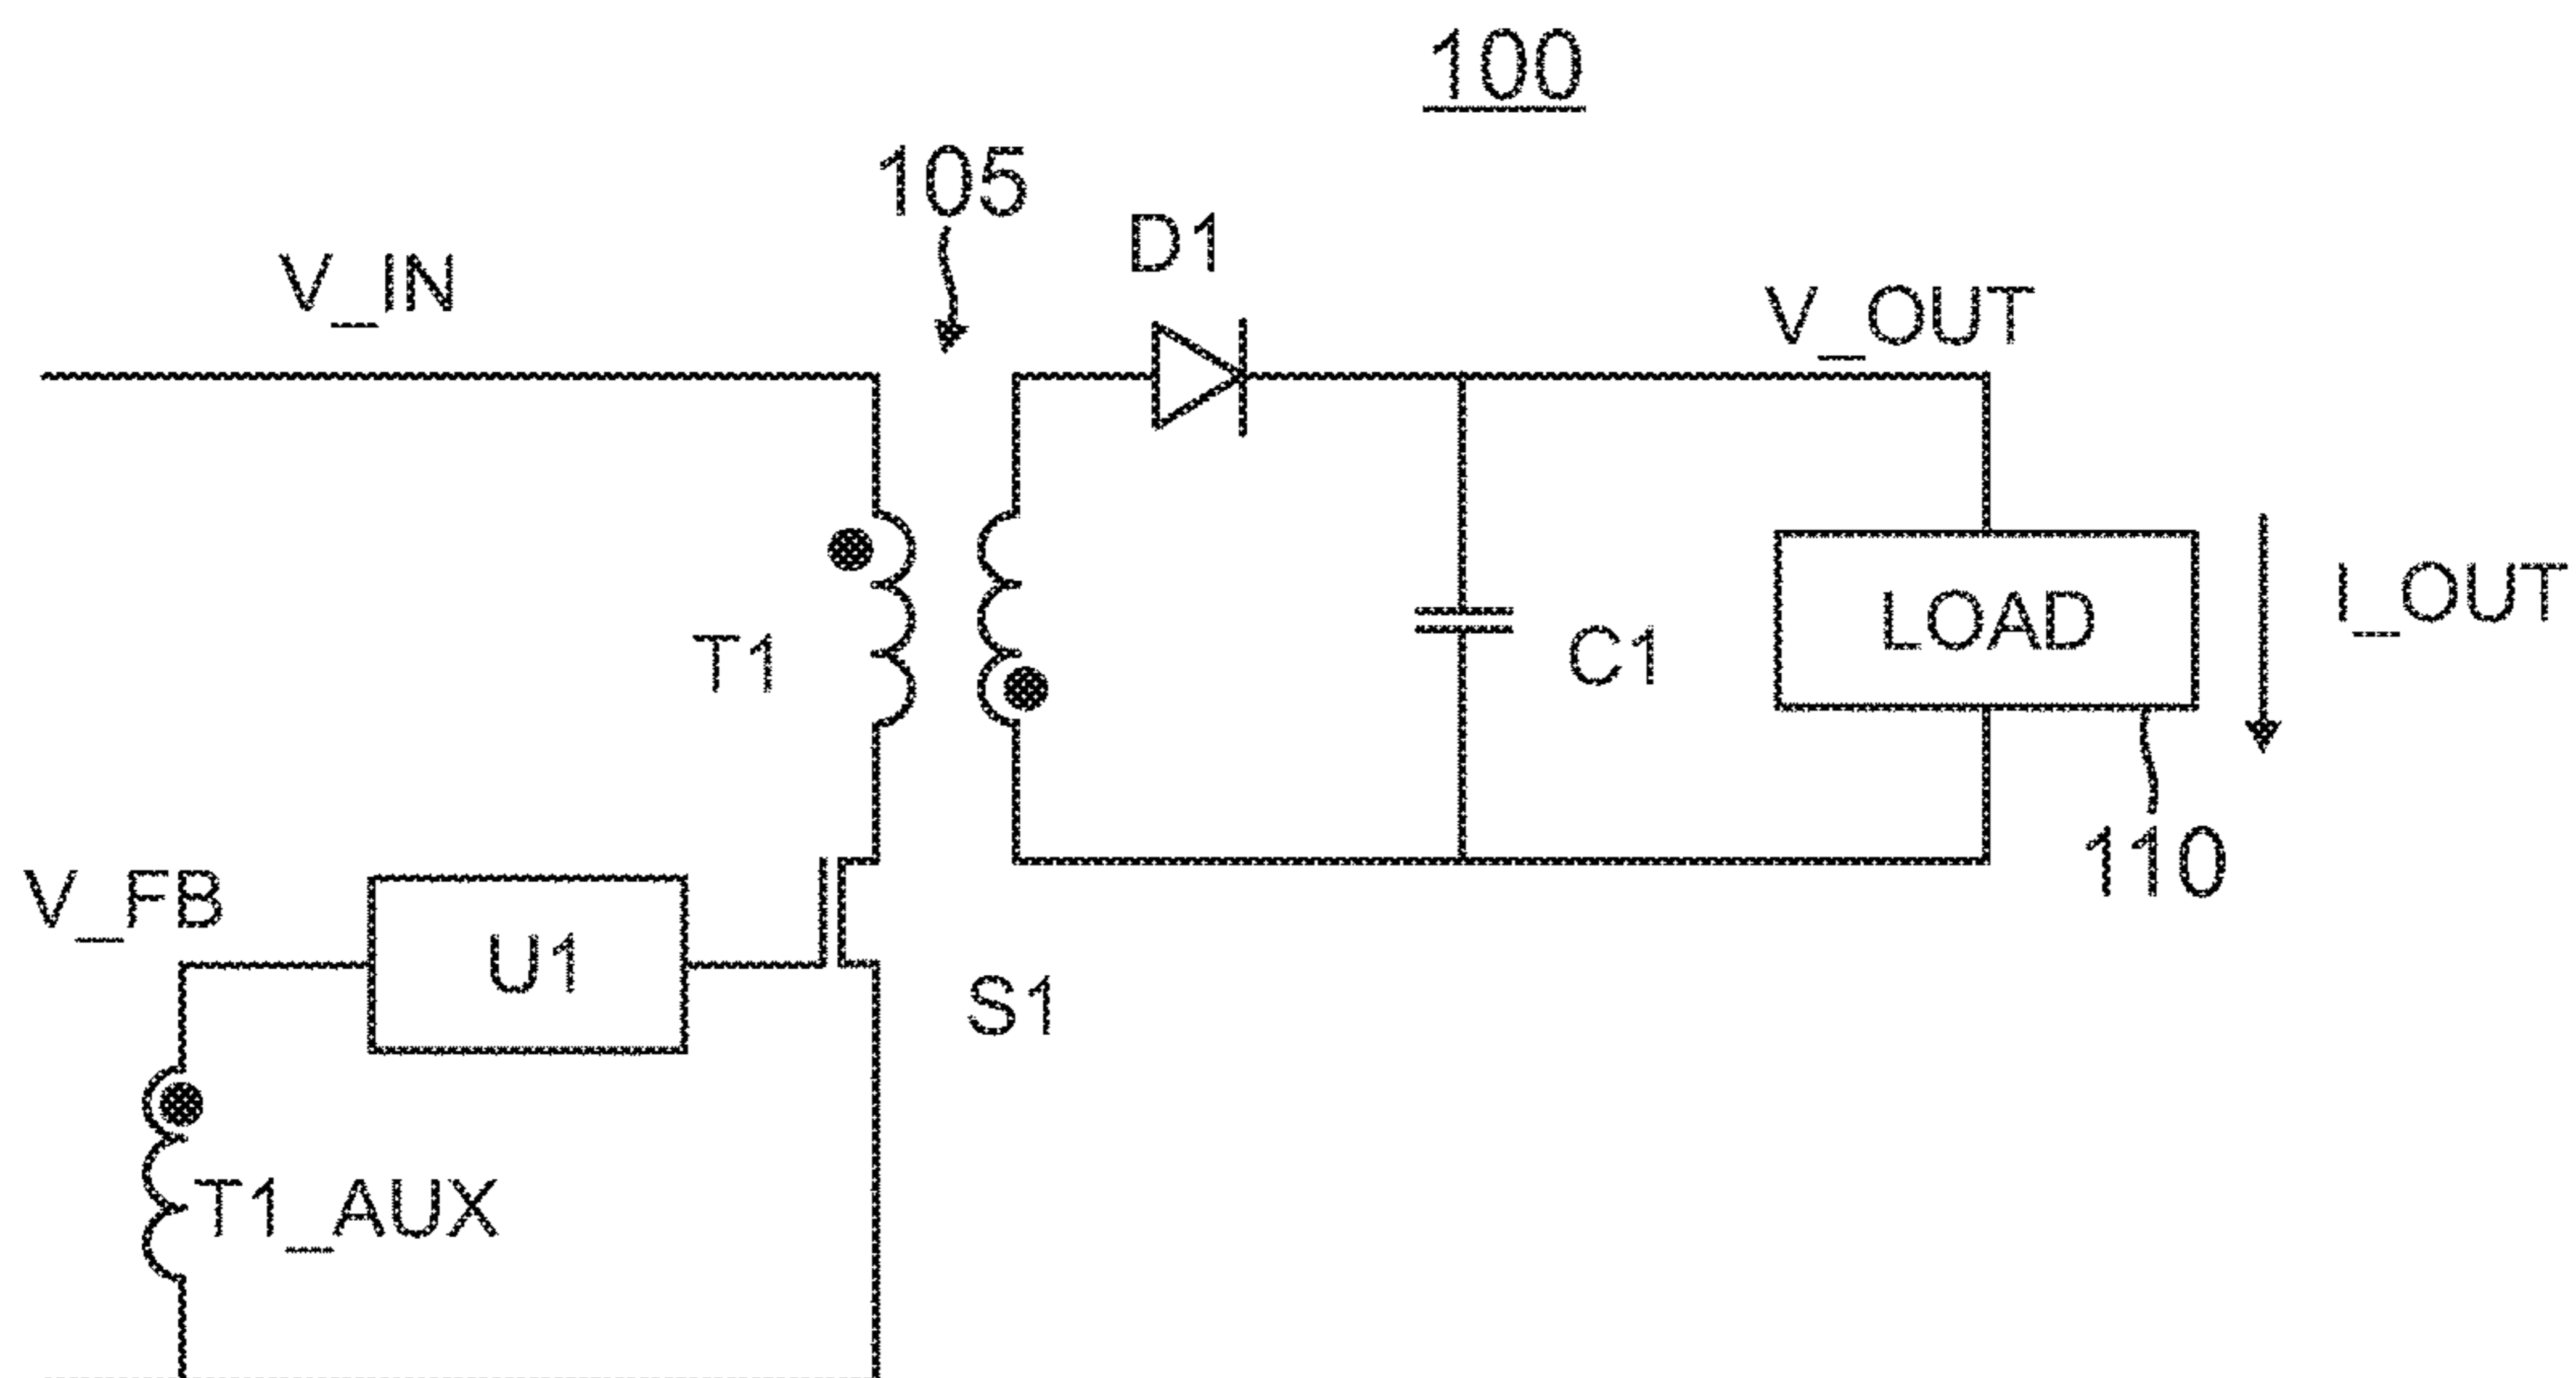 100
105
D1
V_IN
V_OUT
I_OUT
LOAD
T1
C1
110
V_FB
U1
S1
T1_AUX